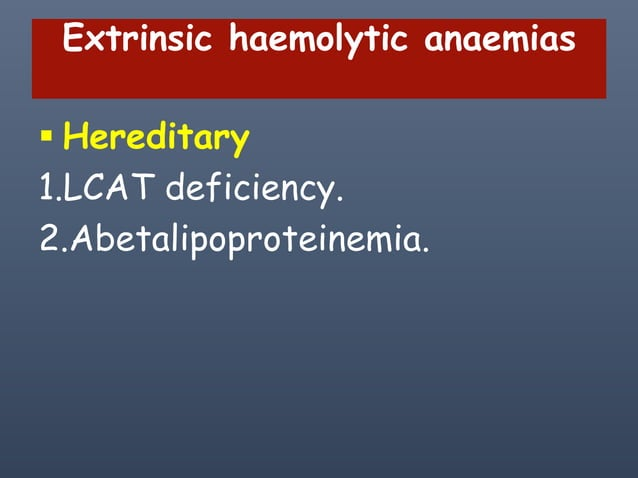 Extrinsic haemolytic anaemias
▪ Hereditary
1.LCAT deficiency.
2.Abetalipoproteinemia.